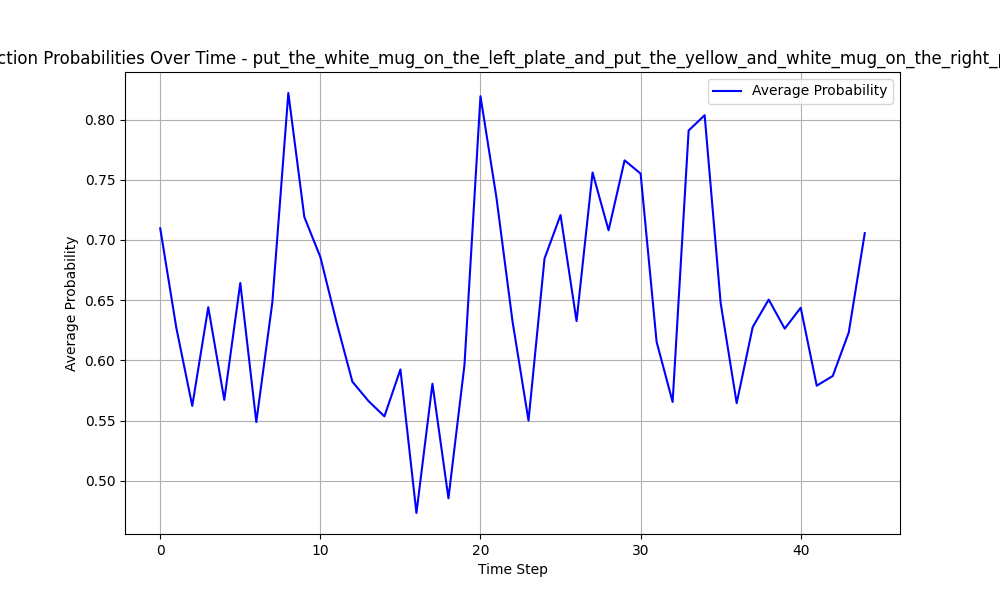 ction Probabilities Over Time - put_the_white_mug_on_the_left_plate_and_put_the_yellow_and_white_mug_on_the_right_p
Average Probability
0.80
0.75
0.70
0.65
0.60
0.55
0.50
Average Probability
0 10 20 30 40
Time Step